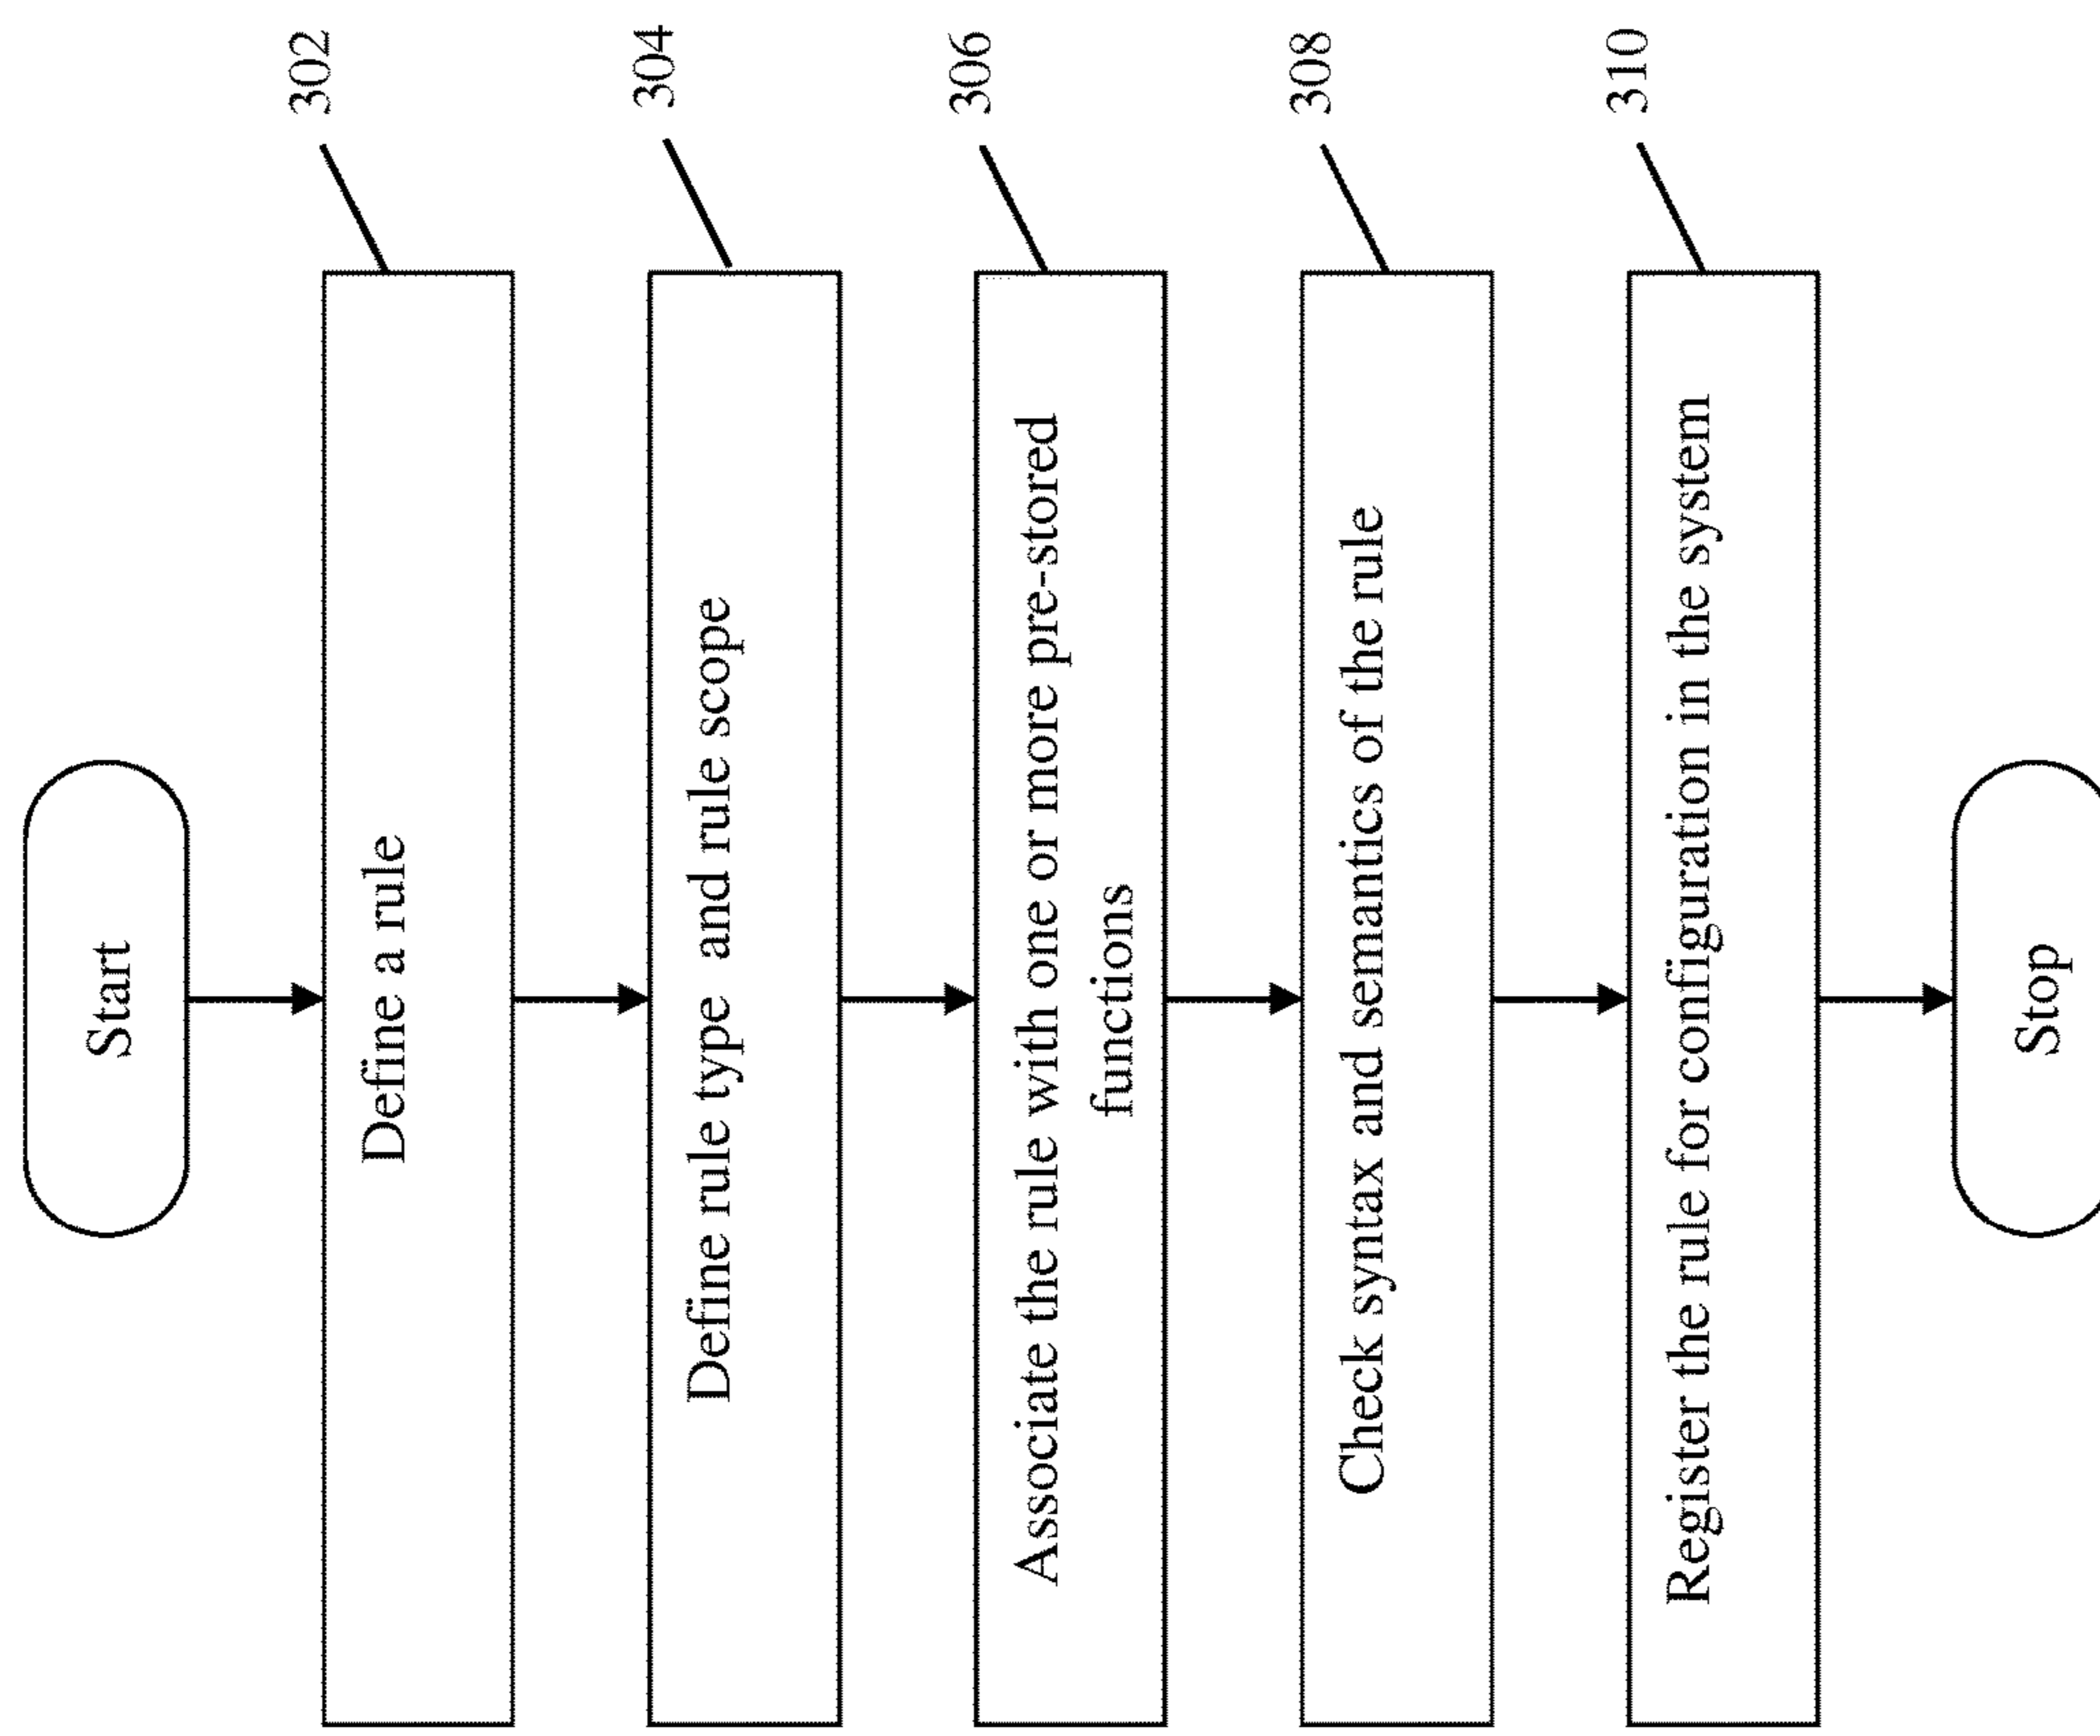 Start
302
Define a rule
304
Define rule type and rule scope
306
Associate the rule with one or more pre-stored
functions
308
Check syntax and semantics of the rule
310
Register the rule for configuration in the system
Stop